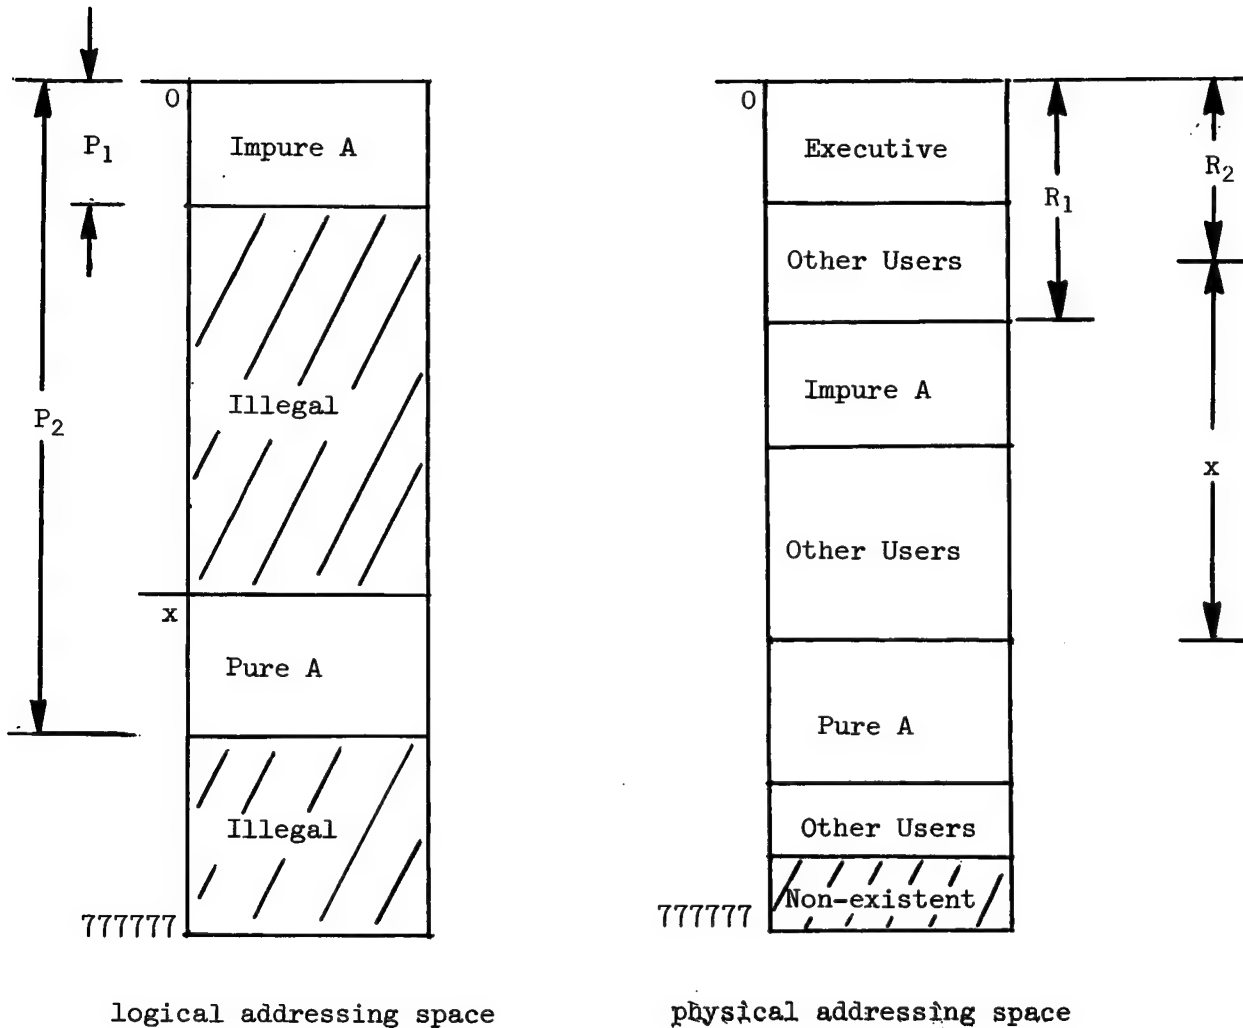 0
P1
Impure A
P2
Illegal
x
Pure A
Illegal
777777
logical addressing space
0
Executive
R1
R2
Other Users
Impure A
x
Other Users
Pure A
Other Users
Non-existent
777777
physical addressing space